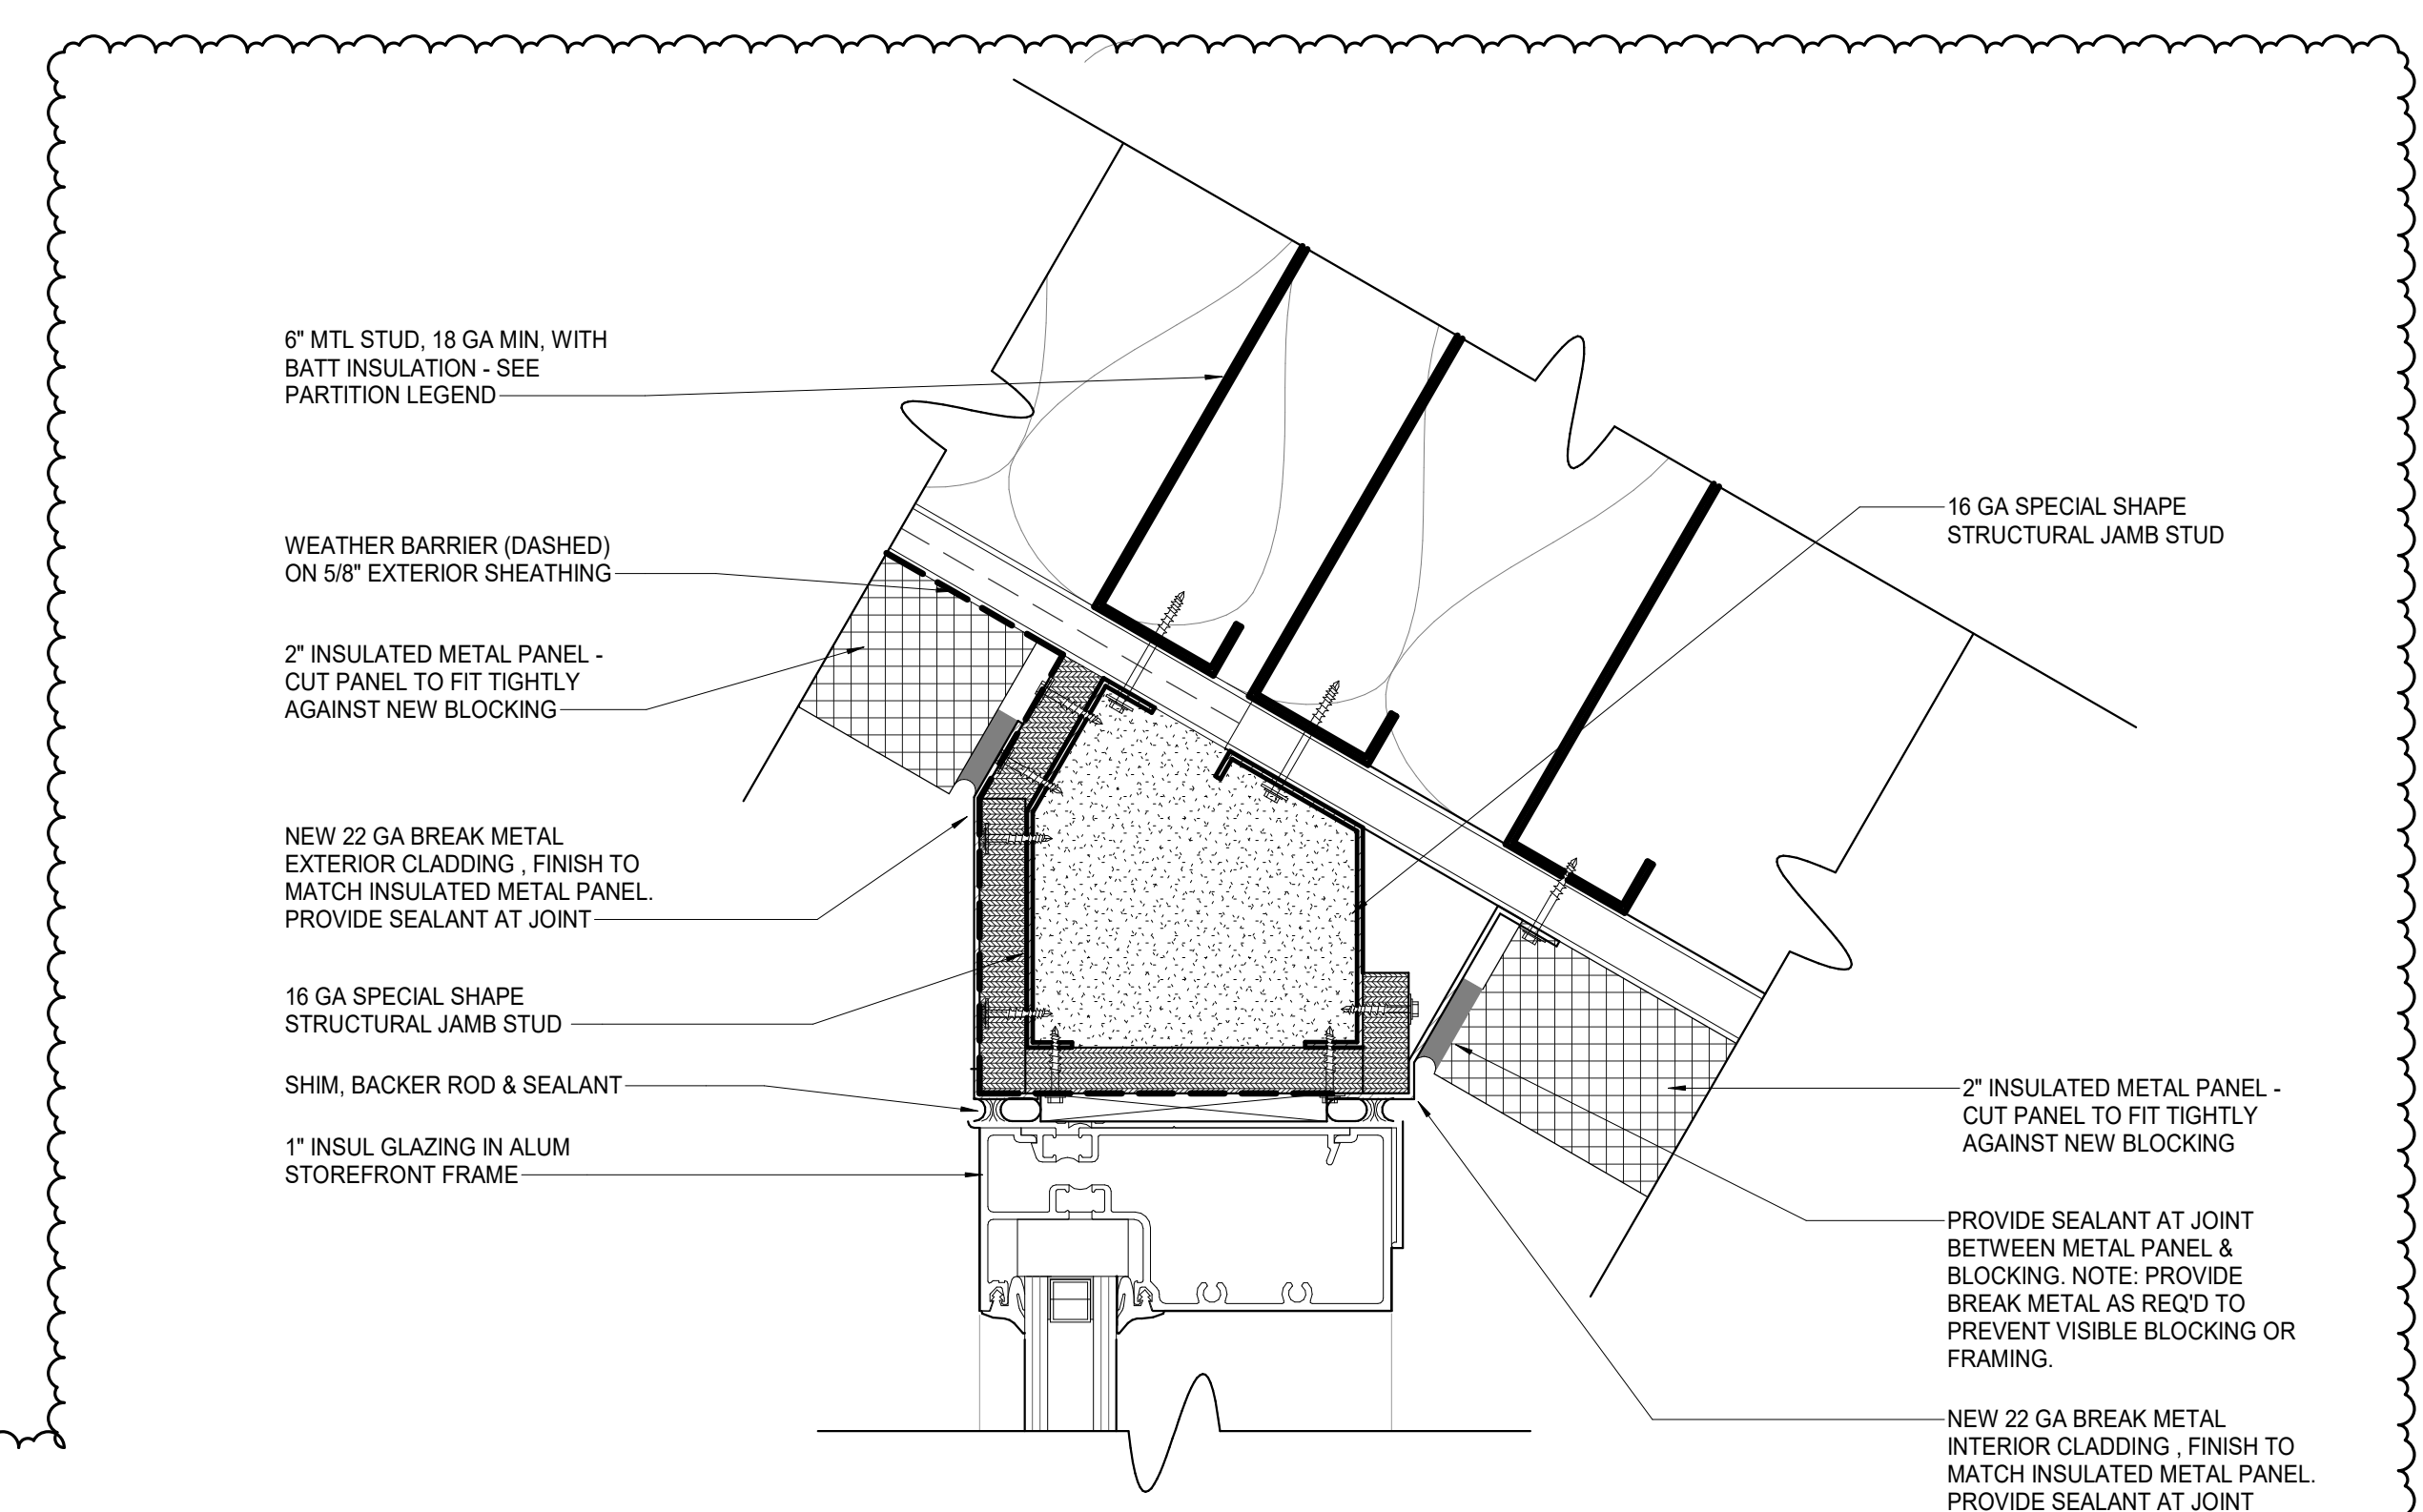 6" MTL STUD, 18 GA MIN, WITH
BATT INSULATION - SEE
PARTITION LEGEND
WEATHER BARRIER (DASHED)
ON 5/8" EXTERIOR SHEATHING
2" INSULATED METAL PANEL -
CUT PANEL TO FIT TIGHTLY
AGAINST NEW BLOCKING
NEW 22 GA BREAK METAL
EXTERIOR CLADDING , FINISH TO
MATCH INSULATED METAL PANEL.
PROVIDE SEALANT AT JOINT
16 GA SPECIAL SHAPE
STRUCTURAL JAMB STUD
SHIM, BACKER ROD & SEALANT
1" INSUL GLAZING IN ALUM
STOREFRONT FRAME
16 GA SPECIAL SHAPE
STRUCTURAL JAMB STUD
2" INSULATED METAL PANEL -
CUT PANEL TO FIT TIGHTLY
AGAINST NEW BLOCKING
PROVIDE SEALANT AT JOINT
BETWEEN METAL PANEL &
BLOCKING. NOTE: PROVIDE
BREAK METAL AS REQ'D TO
PREVENT VISIBLE BLOCKING OR
FRAMING.
NEW 22 GA BREAK METAL
INTERIOR CLADDING , FINISH TO
MATCH INSULATED METAL PANEL.
PROVIDE SEALANT AT JOINT